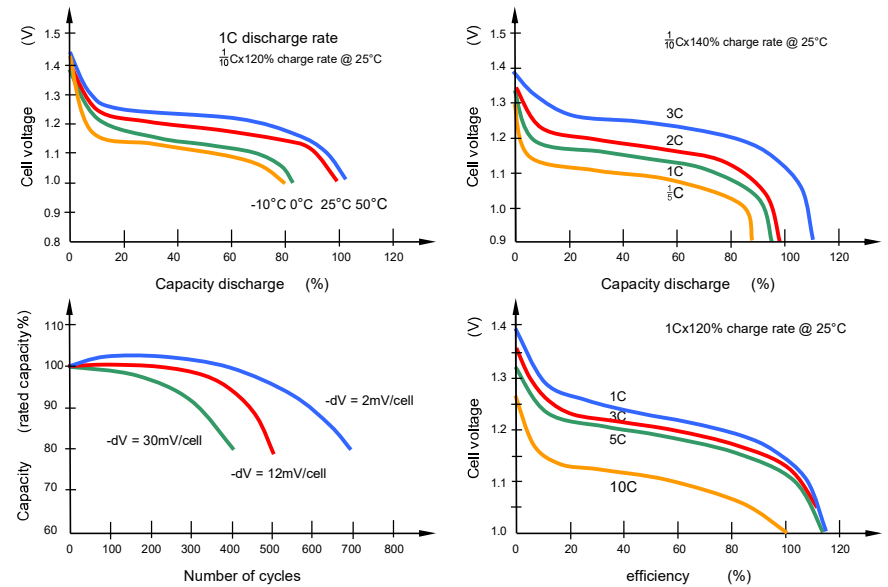 1C discharge rate
1/10Cx120% charge rate @ 25°C
(V)
Cell voltage
1.5
1.4
1.3
1.2
1.1
1.0
0.9
0.8
-10°C 0°C 25°C 50°C
0 20 40 60 80 100 120
Capacity discharge (%)
1/10Cx140% charge rate @ 25°C
(V)
Cell voltage
1.5
1.4
1.3
1.2
1.1
1.0
0.9
3C
2C
1C
1/5C
0 20 40 60 80 100 120
Capacity discharge (%)
Capacity (rated capacity%)
110
100
90
80
70
60
-dV = 2mV/cell
-dV = 30mV/cell
-dV = 12mV/cell
0 100 200 300 400 500 600 700 800
Number of cycles
1Cx120% charge rate @ 25°C
(V)
Cell voltage
1.4
1.3
1.2
1.1
1.0
1C
3C
5C
10C
0 20 40 60 80 100 120
efficiency (%)